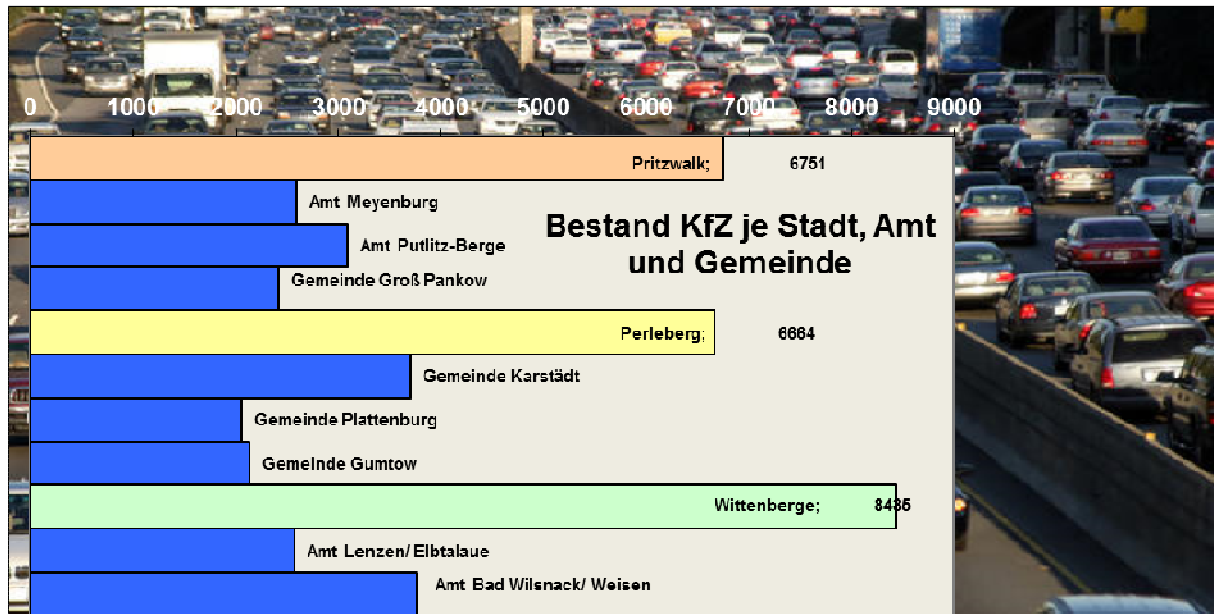 0 1000 2000 3000 4000 5000 6000 7000 8000 9000
Pritzwalk; 6751
Amt Meyenburg
Bestand KfZ je Stadt, Amt
und Gemeinde
Amt Putlitz-Berge
Gemeinde Groß Pankow
Perleberg; 6664
Gemeinde Karstädt
Gemeinde Plattenburg
Gemeinde Gumtow
Wittenberge; 8435
Amt Lenzen/ Elbtalaue
Amt Bad Wilsnack/ Weisen